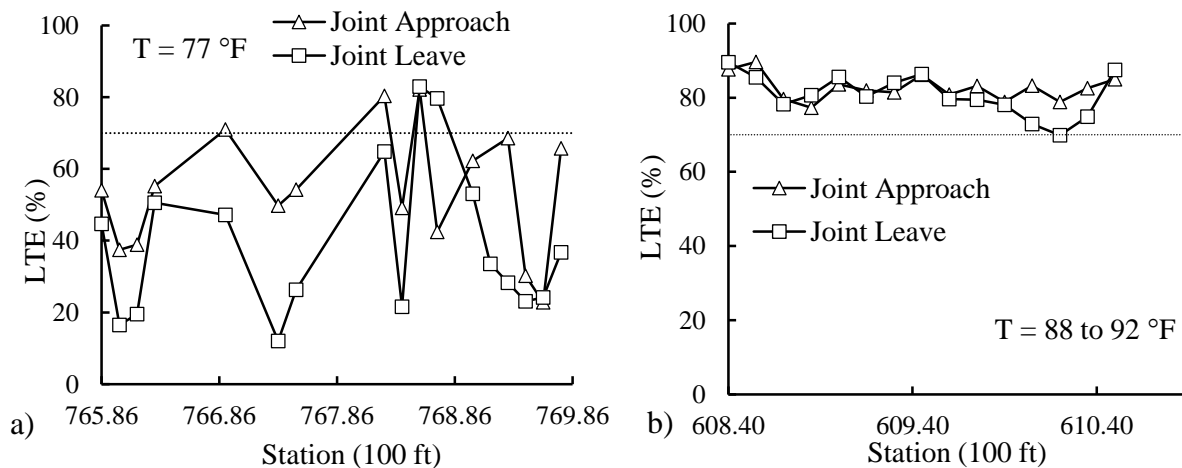 100
80
60
40
20
0
LTE (%)
T = 77 °F
Joint Approach
Joint Leave
765.86 766.86 767.86 768.86 769.86
Station (100 ft)
a)
100
80
60
40
20
0
LTE (%)
Joint Approach
Joint Leave
T = 88 to 92 °F
608.40 609.40 610.40
Station (100 ft)
b)